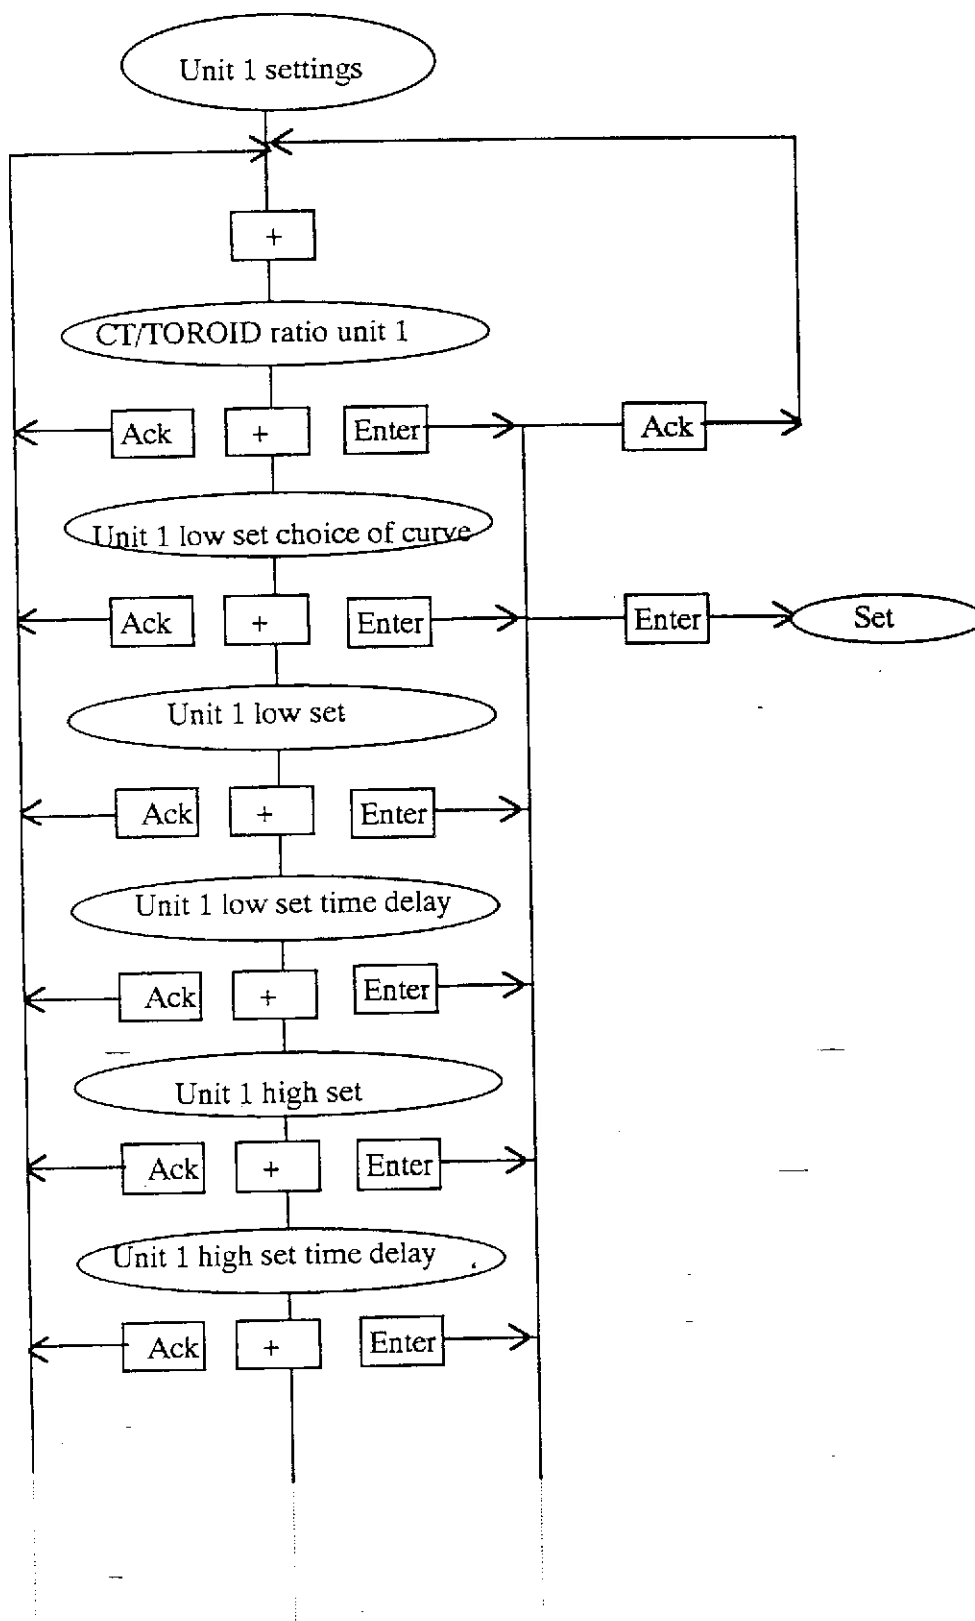 Unit 1 settings
+
CT/TOROID ratio unit 1
Ack + Enter Ack
Unit 1 low set choice of curve
Ack + Enter Enter Set
Unit 1 low set
Ack + Enter
Unit 1 low set time delay
Ack + Enter
Unit 1 high set
Ack + Enter
Unit 1 high set time delay
Ack + Enter